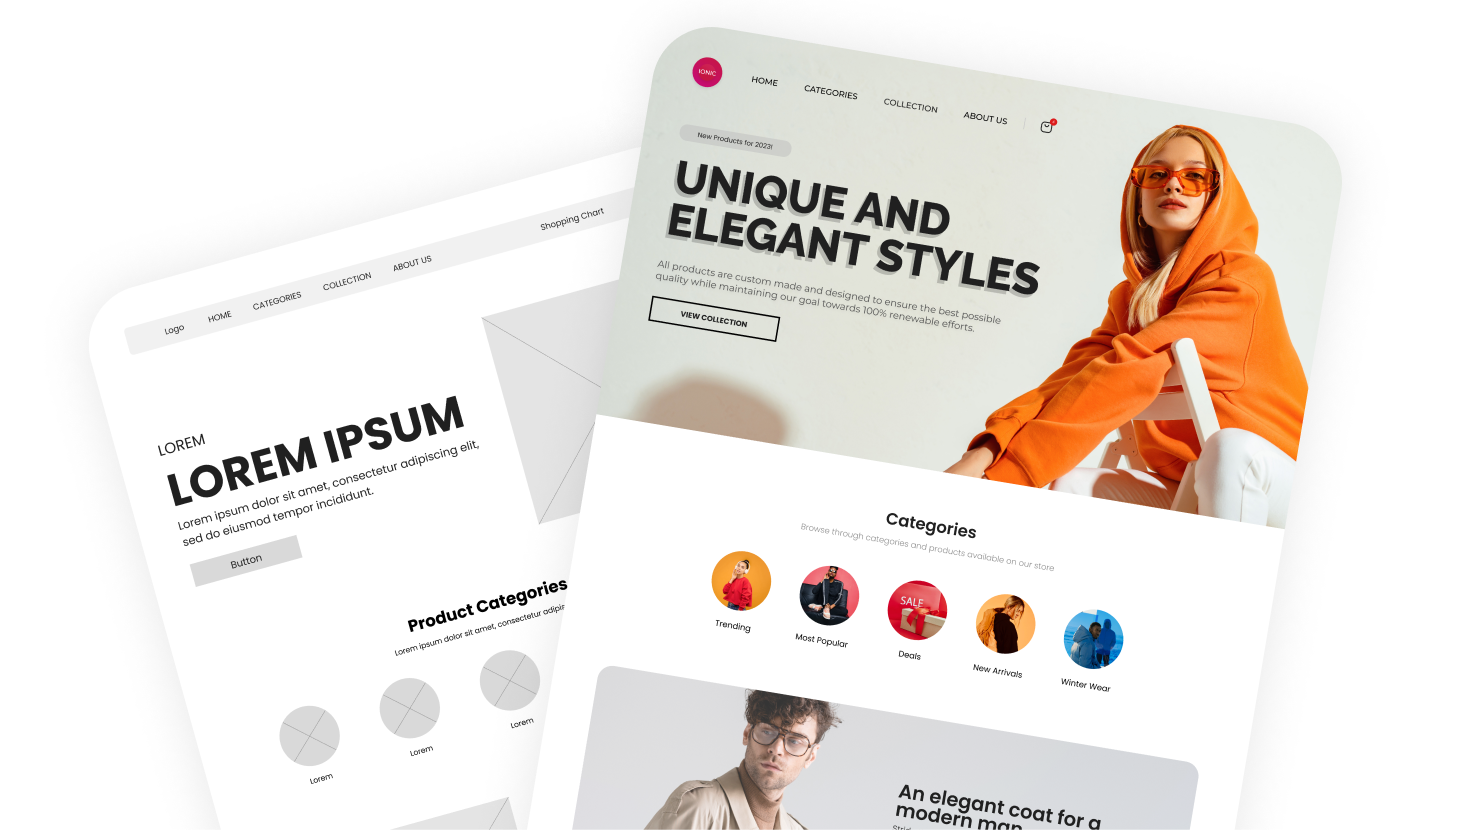 Logo
HOME
CATEGORIES
COLLECTION
ABOUT US
Shopping Chart
LOREM
LOREM IPSUM
Lorem ipsum dolor sit amet, consectetur adipiscing elit,
sed do eiusmod tempor incididunt.
Button
Product Categories
Lorem ipsum dolor sit amet, consectetur
Lorem
Lorem
Lorem
IONIC
HOME
CATEGORIES
COLLECTION
ABOUT US
New Products for 2023!
UNIQUE AND
ELEGANT STYLES
All products are custom made and designed to ensure the best possible
quality while maintaining our goal towards 100% renewable efforts.
VIEW COLLECTION
Categories
Browse through categories and products available on our store
SALE
Trending
Most Popular
Deals
New Arrivals
Winter Wear
An elegant coat for a
modern man